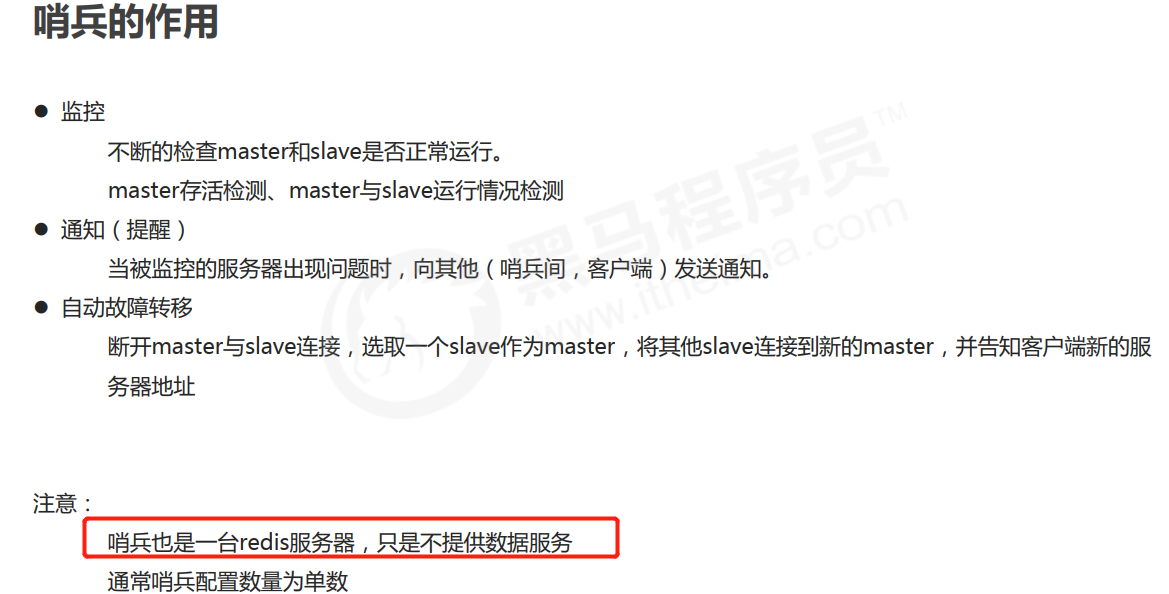 哨兵的作用
● 监控
不断的检查master和slave是否正常运行。
master存活检测、master与slave运行情况检测
● 通知（提醒）
当被监控的服务器出现问题时，向其他（哨兵间，客户端）发送通知。
● 自动故障转移
断开master与slave连接，选取一个slave作为master，将其他slave连接到新的master，并告知客户端新的服
务器地址
黑马程序员™
www.itheima.com
注意：
哨兵也是一台redis服务器，只是不提供数据服务
通常哨兵配置数量为单数